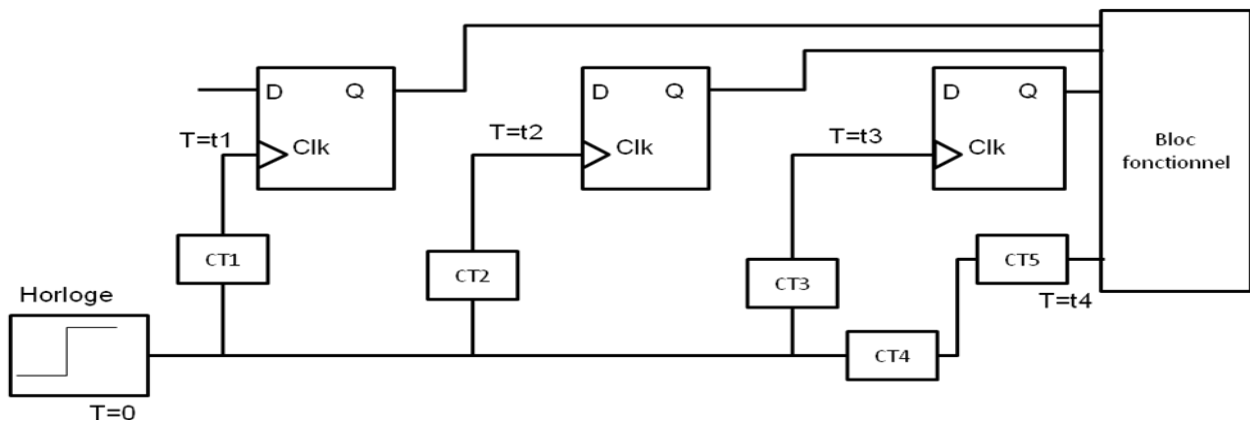 D Q
Clk
T=t1
CT1
D Q
Clk
T=t2
CT2
D Q
Clk
T=t3
CT3
Bloc
fonctionnel
CT5
T=t4
CT4
Horloge
T=0